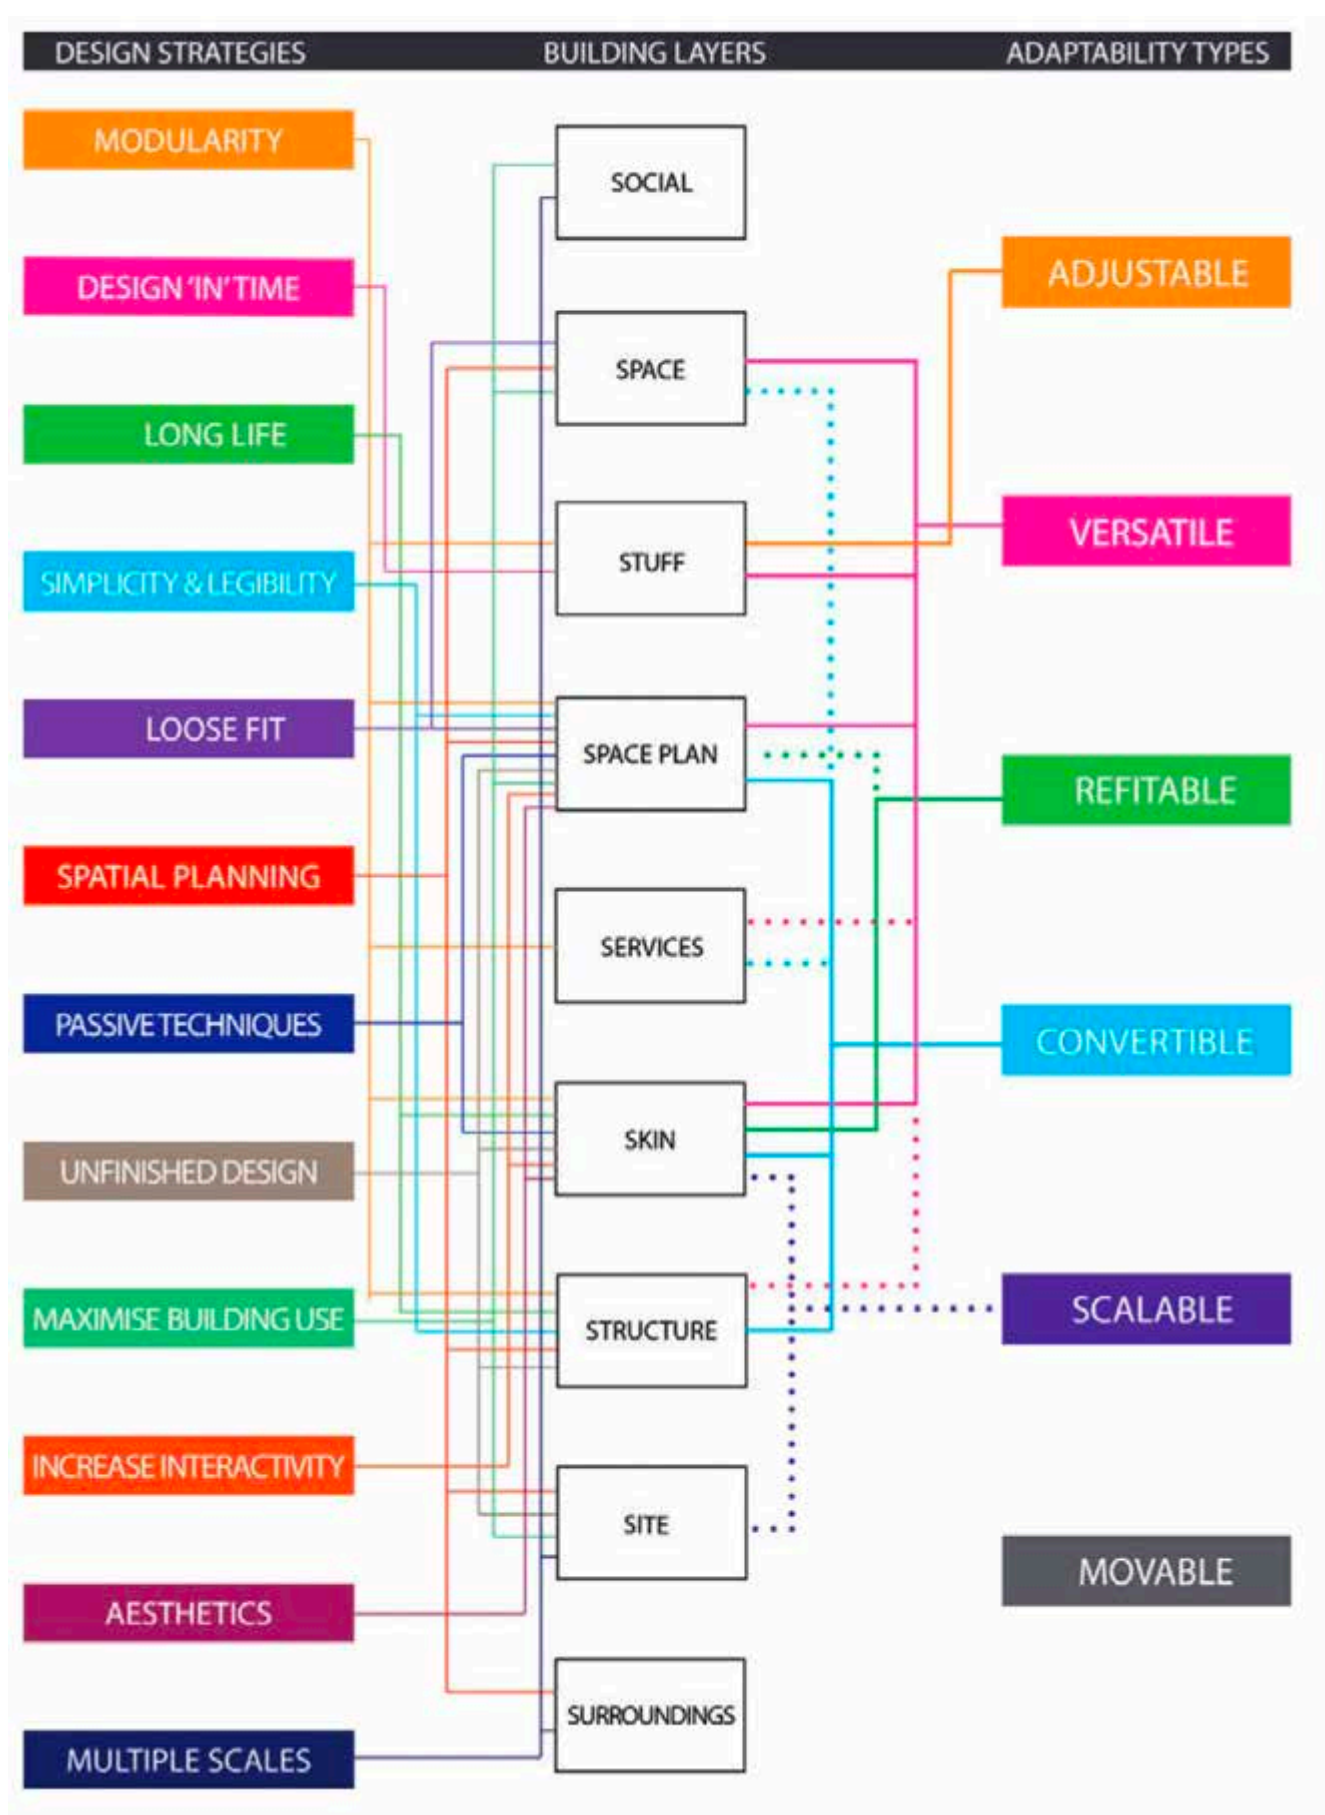 DESIGN STRATEGIES
BUILDING LAYERS
ADAPTABILITY TYPES
MODULARITY
DESIGN ‘IN’ TIME
LONG LIFE
SIMPLICITY & LEGIBILITY
LOOSE FIT
SPATIAL PLANNING
PASSIVE TECHNIQUES
UNFINISHED DESIGN
MAXIMISE BUILDING USE
INCREASE INTERACTIVITY
AESTHETICS
MULTIPLE SCALES
SOCIAL
SPACE
STUFF
SPACE PLAN
SERVICES
SKIN
STRUCTURE
SITE
SURROUNDINGS
ADJUSTABLE
VERSATILE
REFITABLE
CONVERTIBLE
SCALABLE
MOVABLE